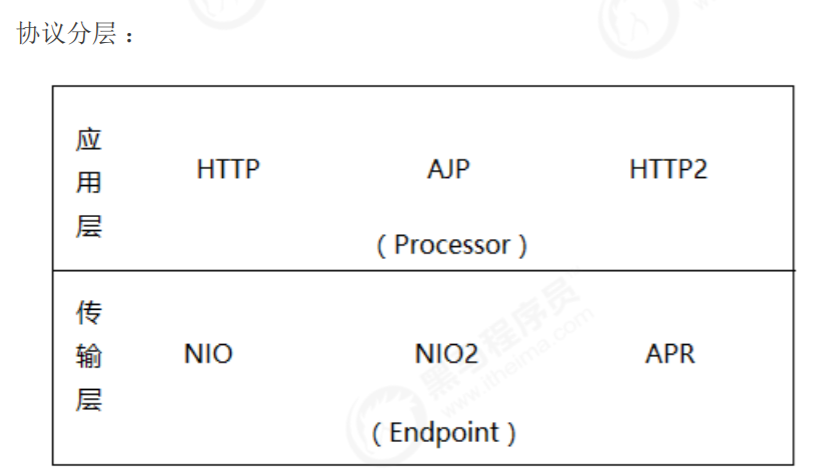 协议分层：
应用层
HTTP AJP HTTP2
（Processor）
传输层
NIO NIO2 APR
（Endpoint）
黑马程序员
www.itheima.com